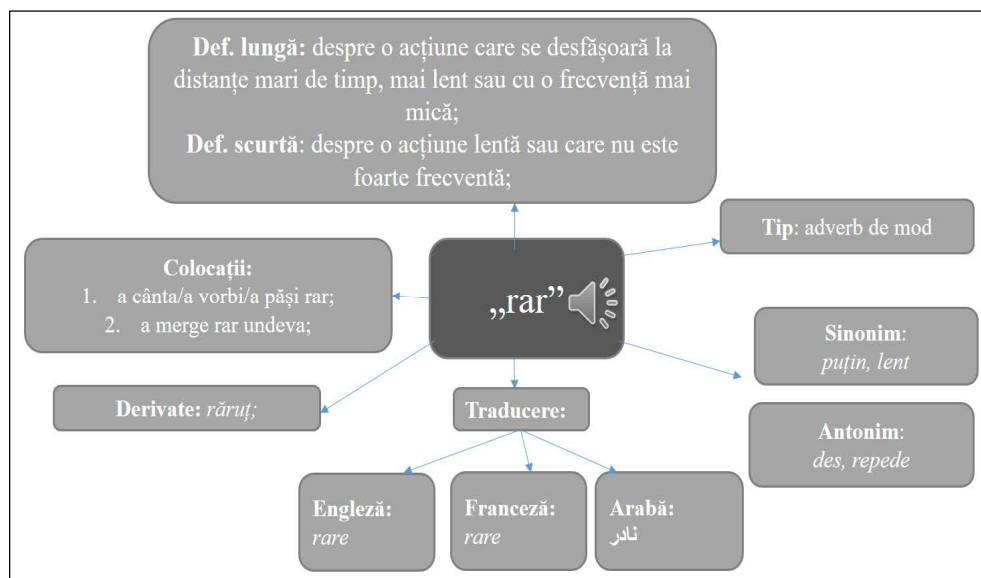 Def. lungă: despre o acțiune care se desfășoară la
distanțe mari de timp, mai lent sau cu o frecvență mai
mică;
Def. scurtă: despre o acțiune lentă sau care nu este
foarte frecventă;
Tip: adverb de mod
Colocații:
1. a cânta/a vorbi/a păși rar;
2. a merge rar undeva;
„rar”
Sinonim:
puțin, lent
Derivate: răruț;
Traducere:
Antonim:
des, repede
Engleză:
rare
Franceză:
rare
Arabă:
نادر